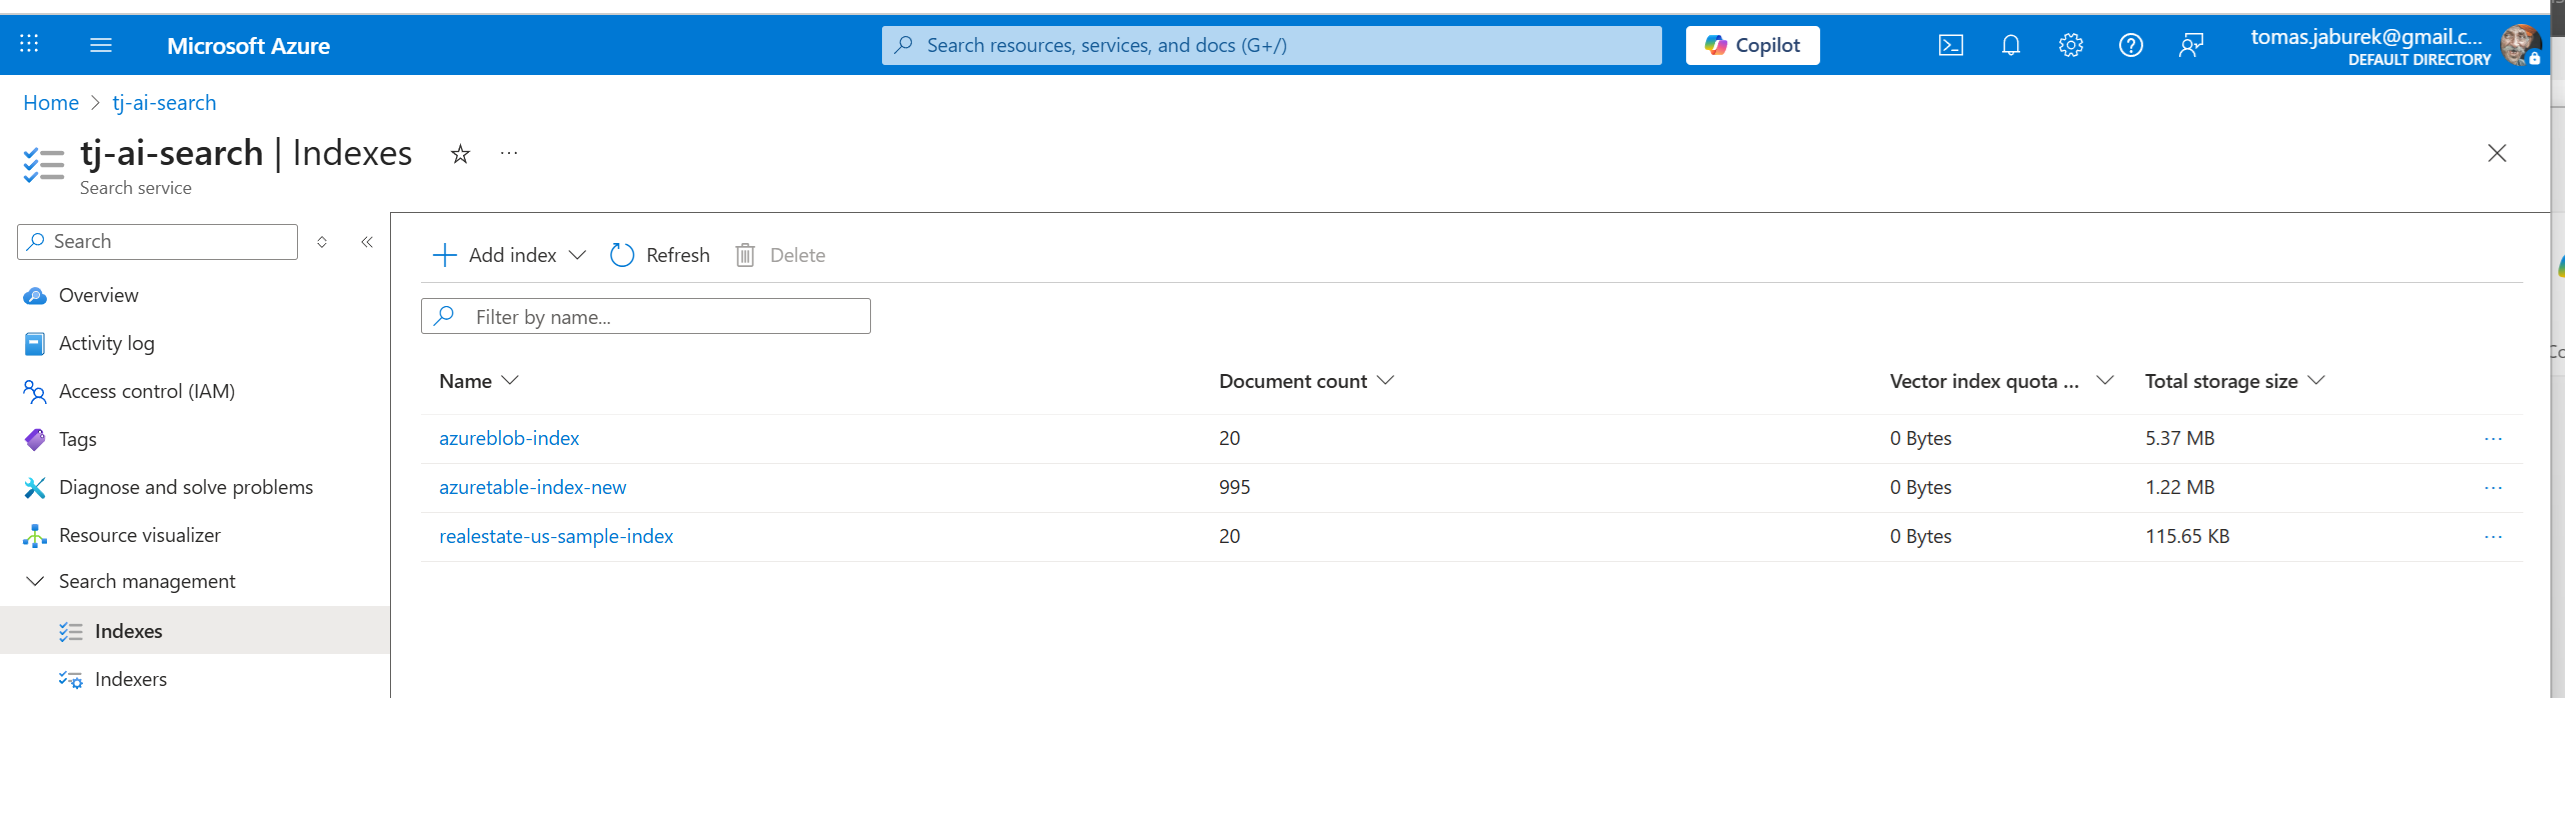 Microsoft Azure
Search resources, services, and docs (G+/)
Copilot
tomas.jaburek@gmail.c...
DEFAULT DIRECTORY
Home > tj-ai-search
tj-ai-search | Indexes
Search service
Search
Overview
Activity log
Access control (IAM)
Tags
Diagnose and solve problems
Resource visualizer
Search management
Indexes
Indexers
Add index Refresh Delete
Filter by name...
Name Document count Vector index quota ... Total storage size
azureblob-index 20 0 Bytes 5.37 MB
azuretable-index-new 995 0 Bytes 1.22 MB
realestate-us-sample-index 20 0 Bytes 115.65 KB